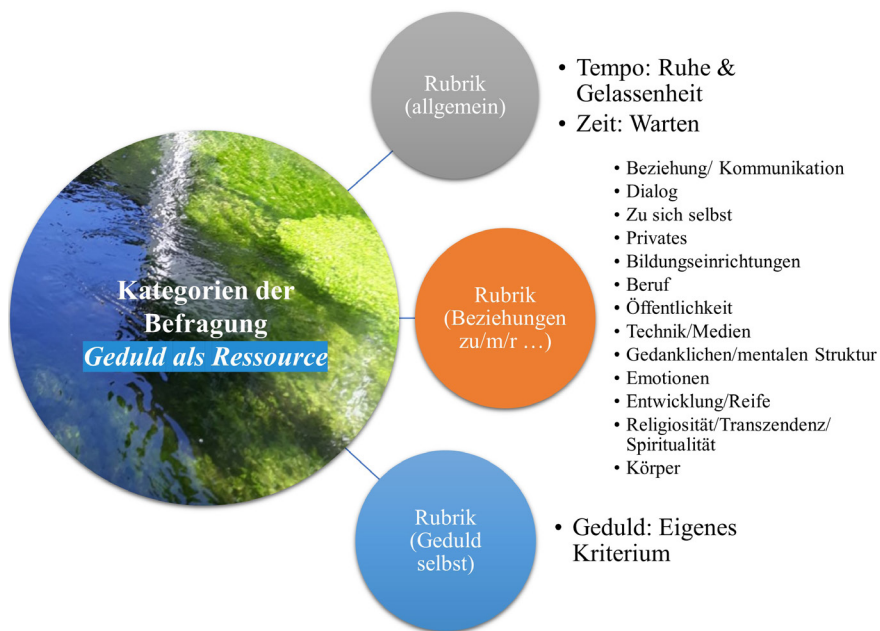 Kategorien der
Befragung
Geduld als Ressource
Rubrik
(allgemein)
• Tempo: Ruhe &
Gelassenheit
• Zeit: Warten
Rubrik
(Beziehungen
zu/m/r ...)
• Beziehung/ Kommunikation
• Dialog
• Zu sich selbst
• Privates
• Bildungseinrichtungen
• Beruf
• Öffentlichkeit
• Technik/Medien
• Gedanklichen/mentalen Struktur
• Emotionen
• Entwicklung/Reife
• Religiosität/Transzendenz/
Spiritualität
• Körper
Rubrik
(Geduld
selbst)
• Geduld: Eigenes
Kriterium